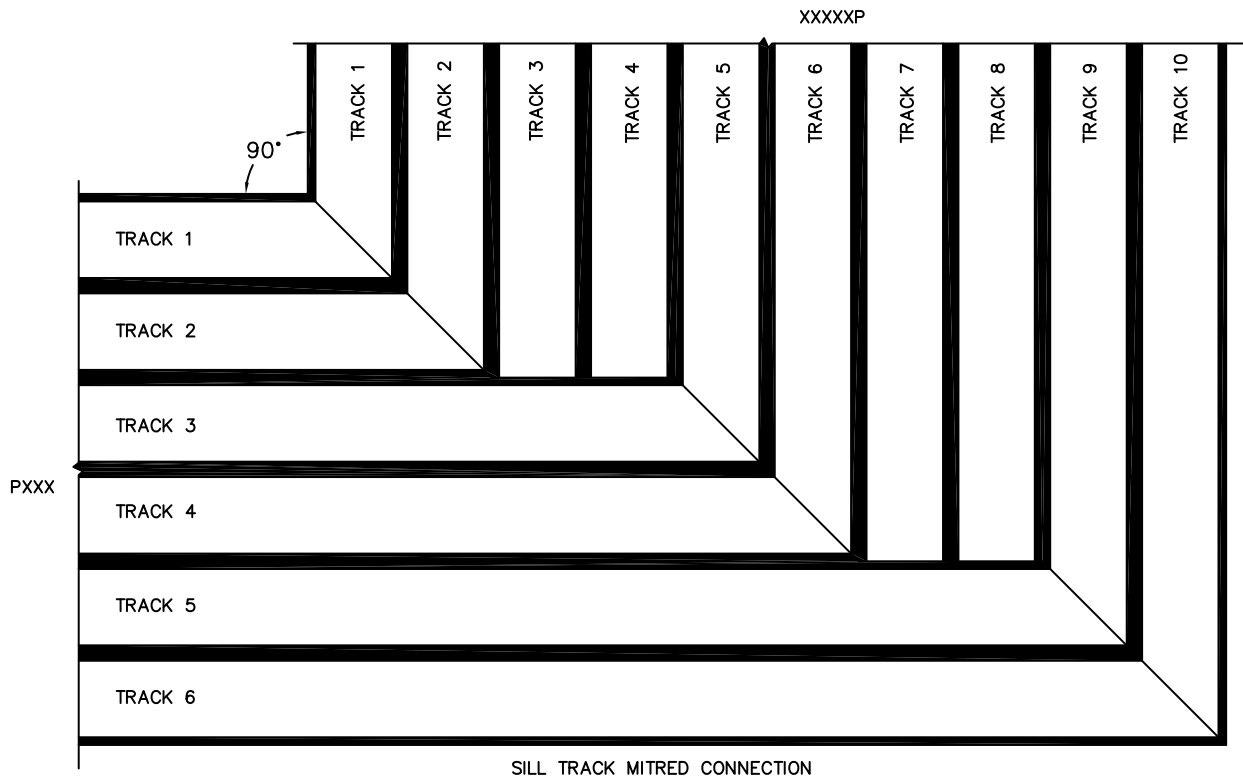 XXXXXP
TRACK 1
TRACK 2
TRACK 3
TRACK 4
TRACK 5
TRACK 6
TRACK 7
TRACK 8
TRACK 9
TRACK 10
90°
TRACK 1
TRACK 2
TRACK 3
PXXX
TRACK 4
TRACK 5
TRACK 6
SILL TRACK MITRED CONNECTION